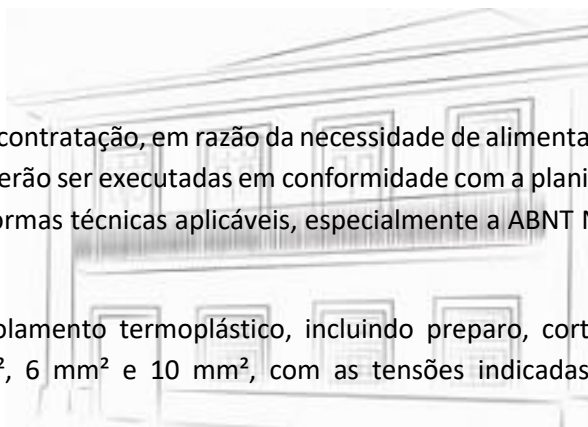 contratação, em razão da necessidade de alimenta
erão ser executadas em conformidade com a plani
ormas técnicas aplicáveis, especialmente a ABNT N
olamento termoplástico, incluindo preparo, cort
², 6 mm² e 10 mm², com as tensões indicadas